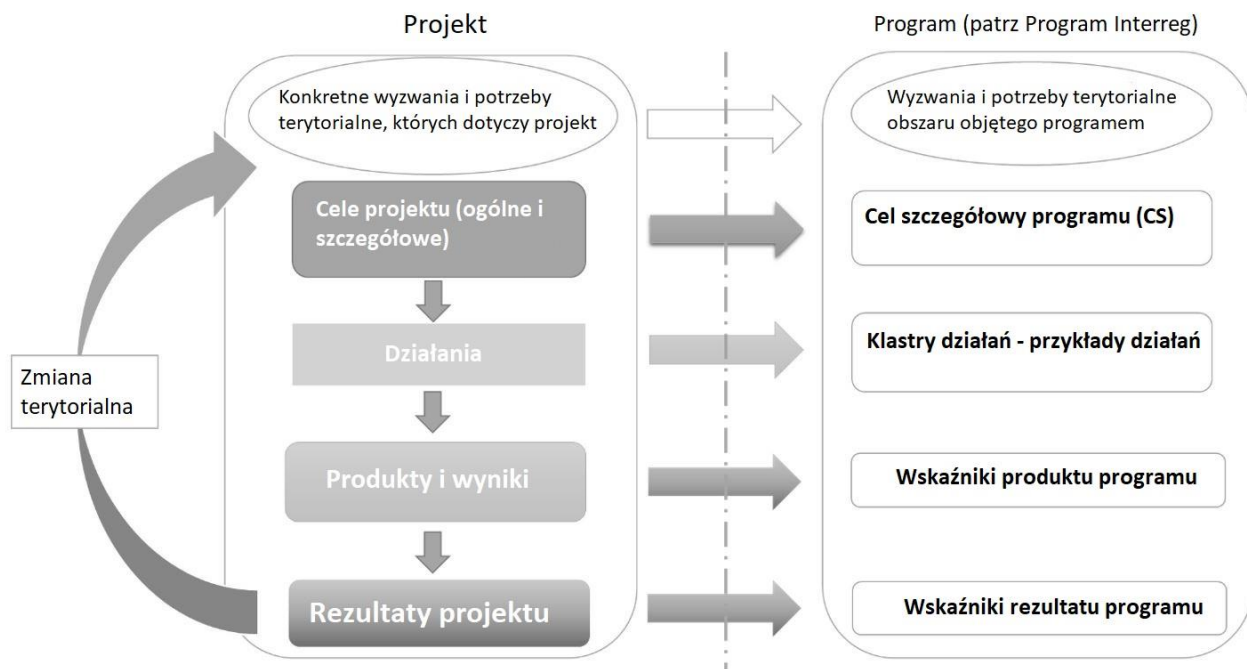 Projekt
Program (patrz Program Interreg)
Konkretne wyzwania i potrzeby
terytorialne, których dotyczy projekt
Wyzwania i potrzeby terytorialne
obszaru objętego programem
Cele projektu (ogólne i
szczegółowe)
Cel szczegółowy programu (CS)
Działania
Klastry działań - przykłady działań
Zmiana
terytorialna
Produkty i wyniki
Wskaźniki produktu programu
Rezultaty projektu
Wskaźniki rezultatu programu